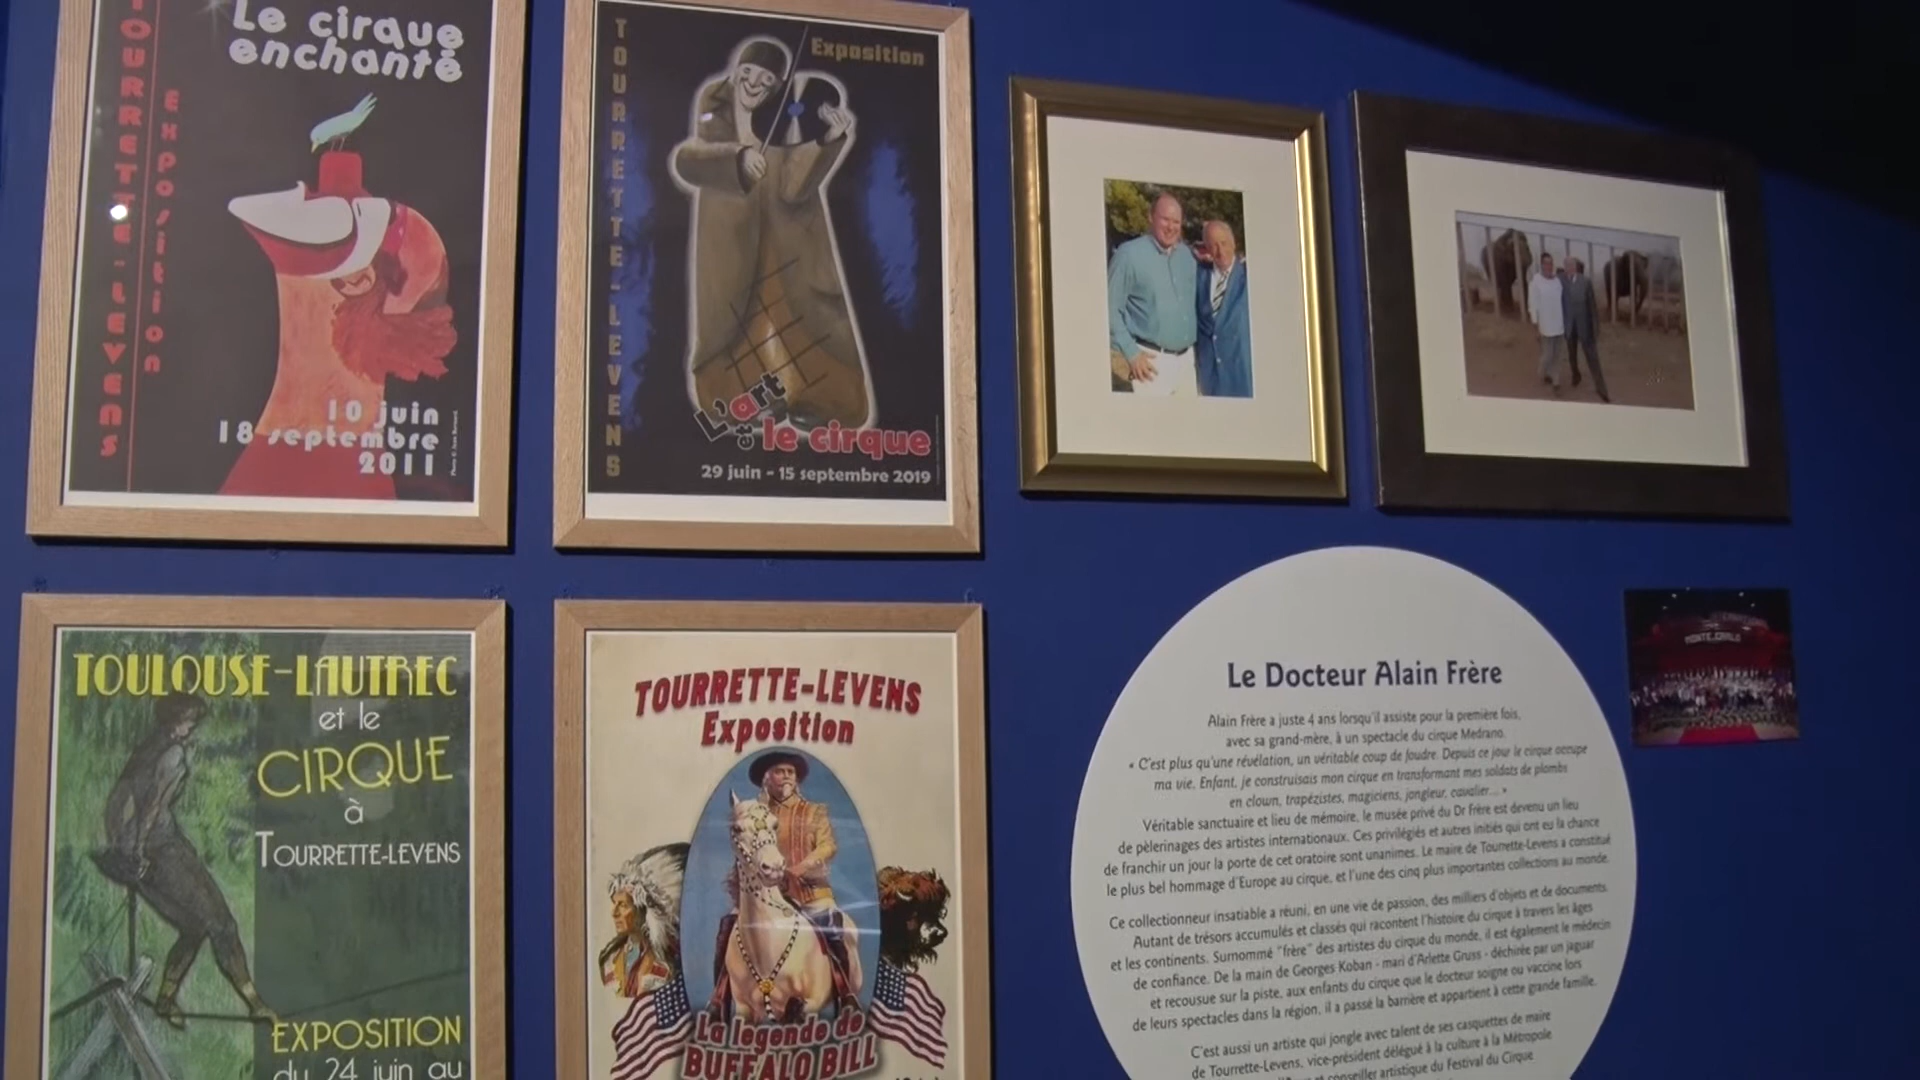 Le cirque
enchanté
TOURRETTE-LEVENS
Exposition
10 juin
18 septembre
2011
TOURRETTE-LEVENS
Exposition
L'art
et le cirque
29 juin - 15 septembre 2019
TOULOUSE-LAUTREC
et le
CIRQUE
à
TOURRETTE-LEVENS
EXPOSITION
du 24 juin au
TOURRETTE-LEVENS
Exposition
La légende de
BUFFALO BILL
MONTE-CARLO
Le Docteur Alain Frère
Alain Frère a juste 4 ans lorsqu'il assiste pour la première fois,
avec sa grand-mère, à un spectacle du cirque Medrano.
« C'est plus qu'une révélation, un véritable coup de foudre. Depuis ce jour le cirque occupe
ma vie. Enfant, je construisais mon cirque en transformant mes soldats de plombs
en clown, trapézistes, magiciens, jongleur, cavalier... »
Véritable sanctuaire et lieu de mémoire, le musée privé du Dr Frère est devenu un lieu
de pèlerinages des artistes internationaux. Ces privilégiés et autres initiés qui ont eu la chance
de franchir un jour la porte de cet oratoire sont unanimes. Le maire de Tourrette-Levens a constitué
le plus bel hommage d'Europe au cirque, et l'une des cinq plus importantes collections au monde.
Ce collectionneur insatiable a réuni, en une vie de passion, des milliers d'objets et de documents.
Autant de trésors accumulés et classés qui racontent l'histoire du cirque à travers les âges
et les continents. Surnommé "frère" des artistes du cirque du monde, il est également le médecin
de confiance. De la main de Georges Koban - mari d'Arlette Gruss - déchirée par un jaguar
et recousue sur la piste, aux enfants du cirque que le docteur soigne ou vaccine lors
de leurs spectacles dans la région, il a passé la barrière et appartient à cette grande famille.
C'est aussi un artiste qui jongle avec talent de ses casquettes de maire
de Tourrette-Levens, vice-président délégué à la culture à la Métropole
et conseiller artistique du Festival du Cirque